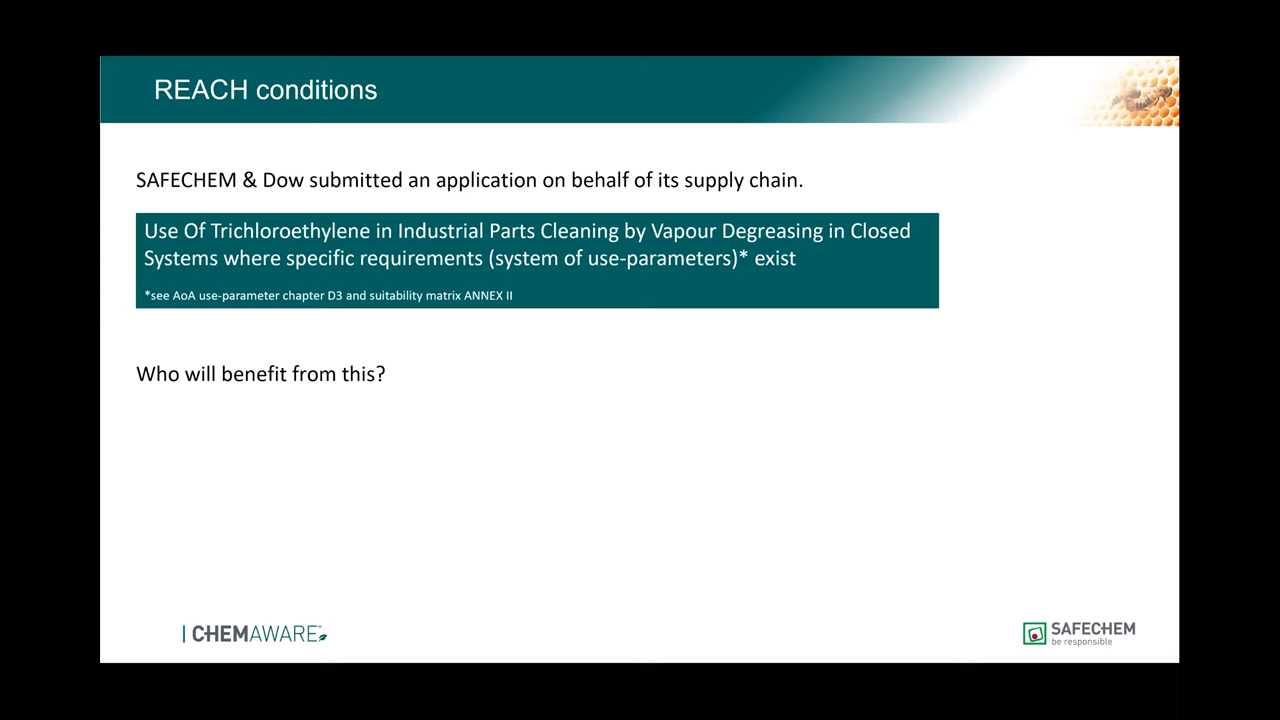 REACH conditions
SAFECHEM & Dow submitted an application on behalf of its supply chain.
Use Of Trichloroethylene in Industrial Parts Cleaning by Vapour Degreasing in Closed
Systems where specific requirements (system of use-parameters)* exist
*see AoA use-parameter chapter D3 and suitability matrix ANNEX II
Who will benefit from this?
CHEMAWARE™
SAFECHEM
be responsible